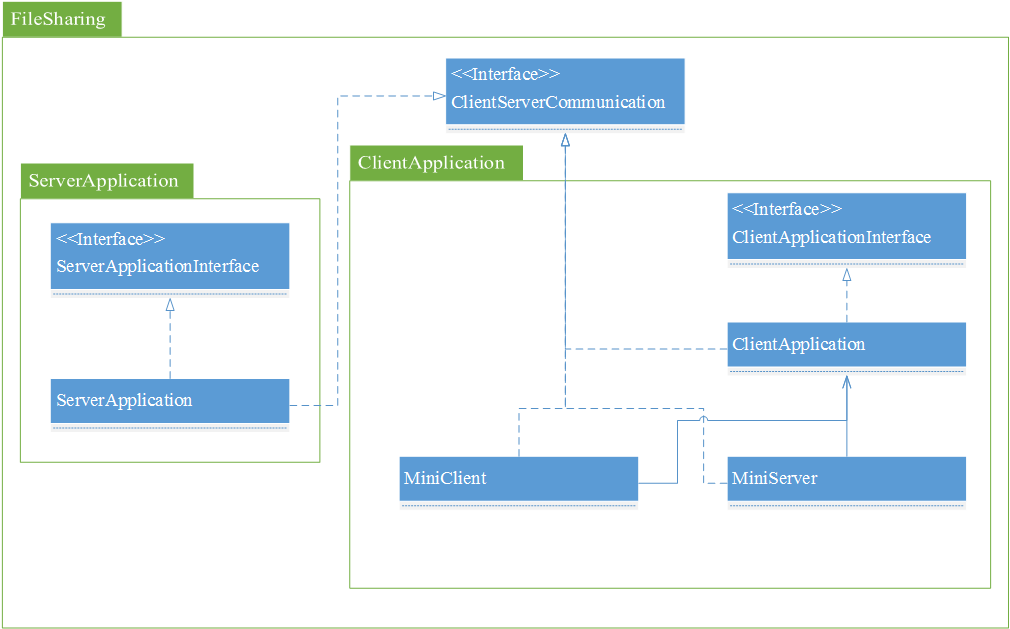 FileSharing
<<Interface>>
ClientServerCommunication
ClientApplication
ServerApplication
<<Interface>>
ClientApplicationInterface
<<Interface>>
ServerApplicationInterface
ClientApplication
ServerApplication
MiniClient
MiniServer